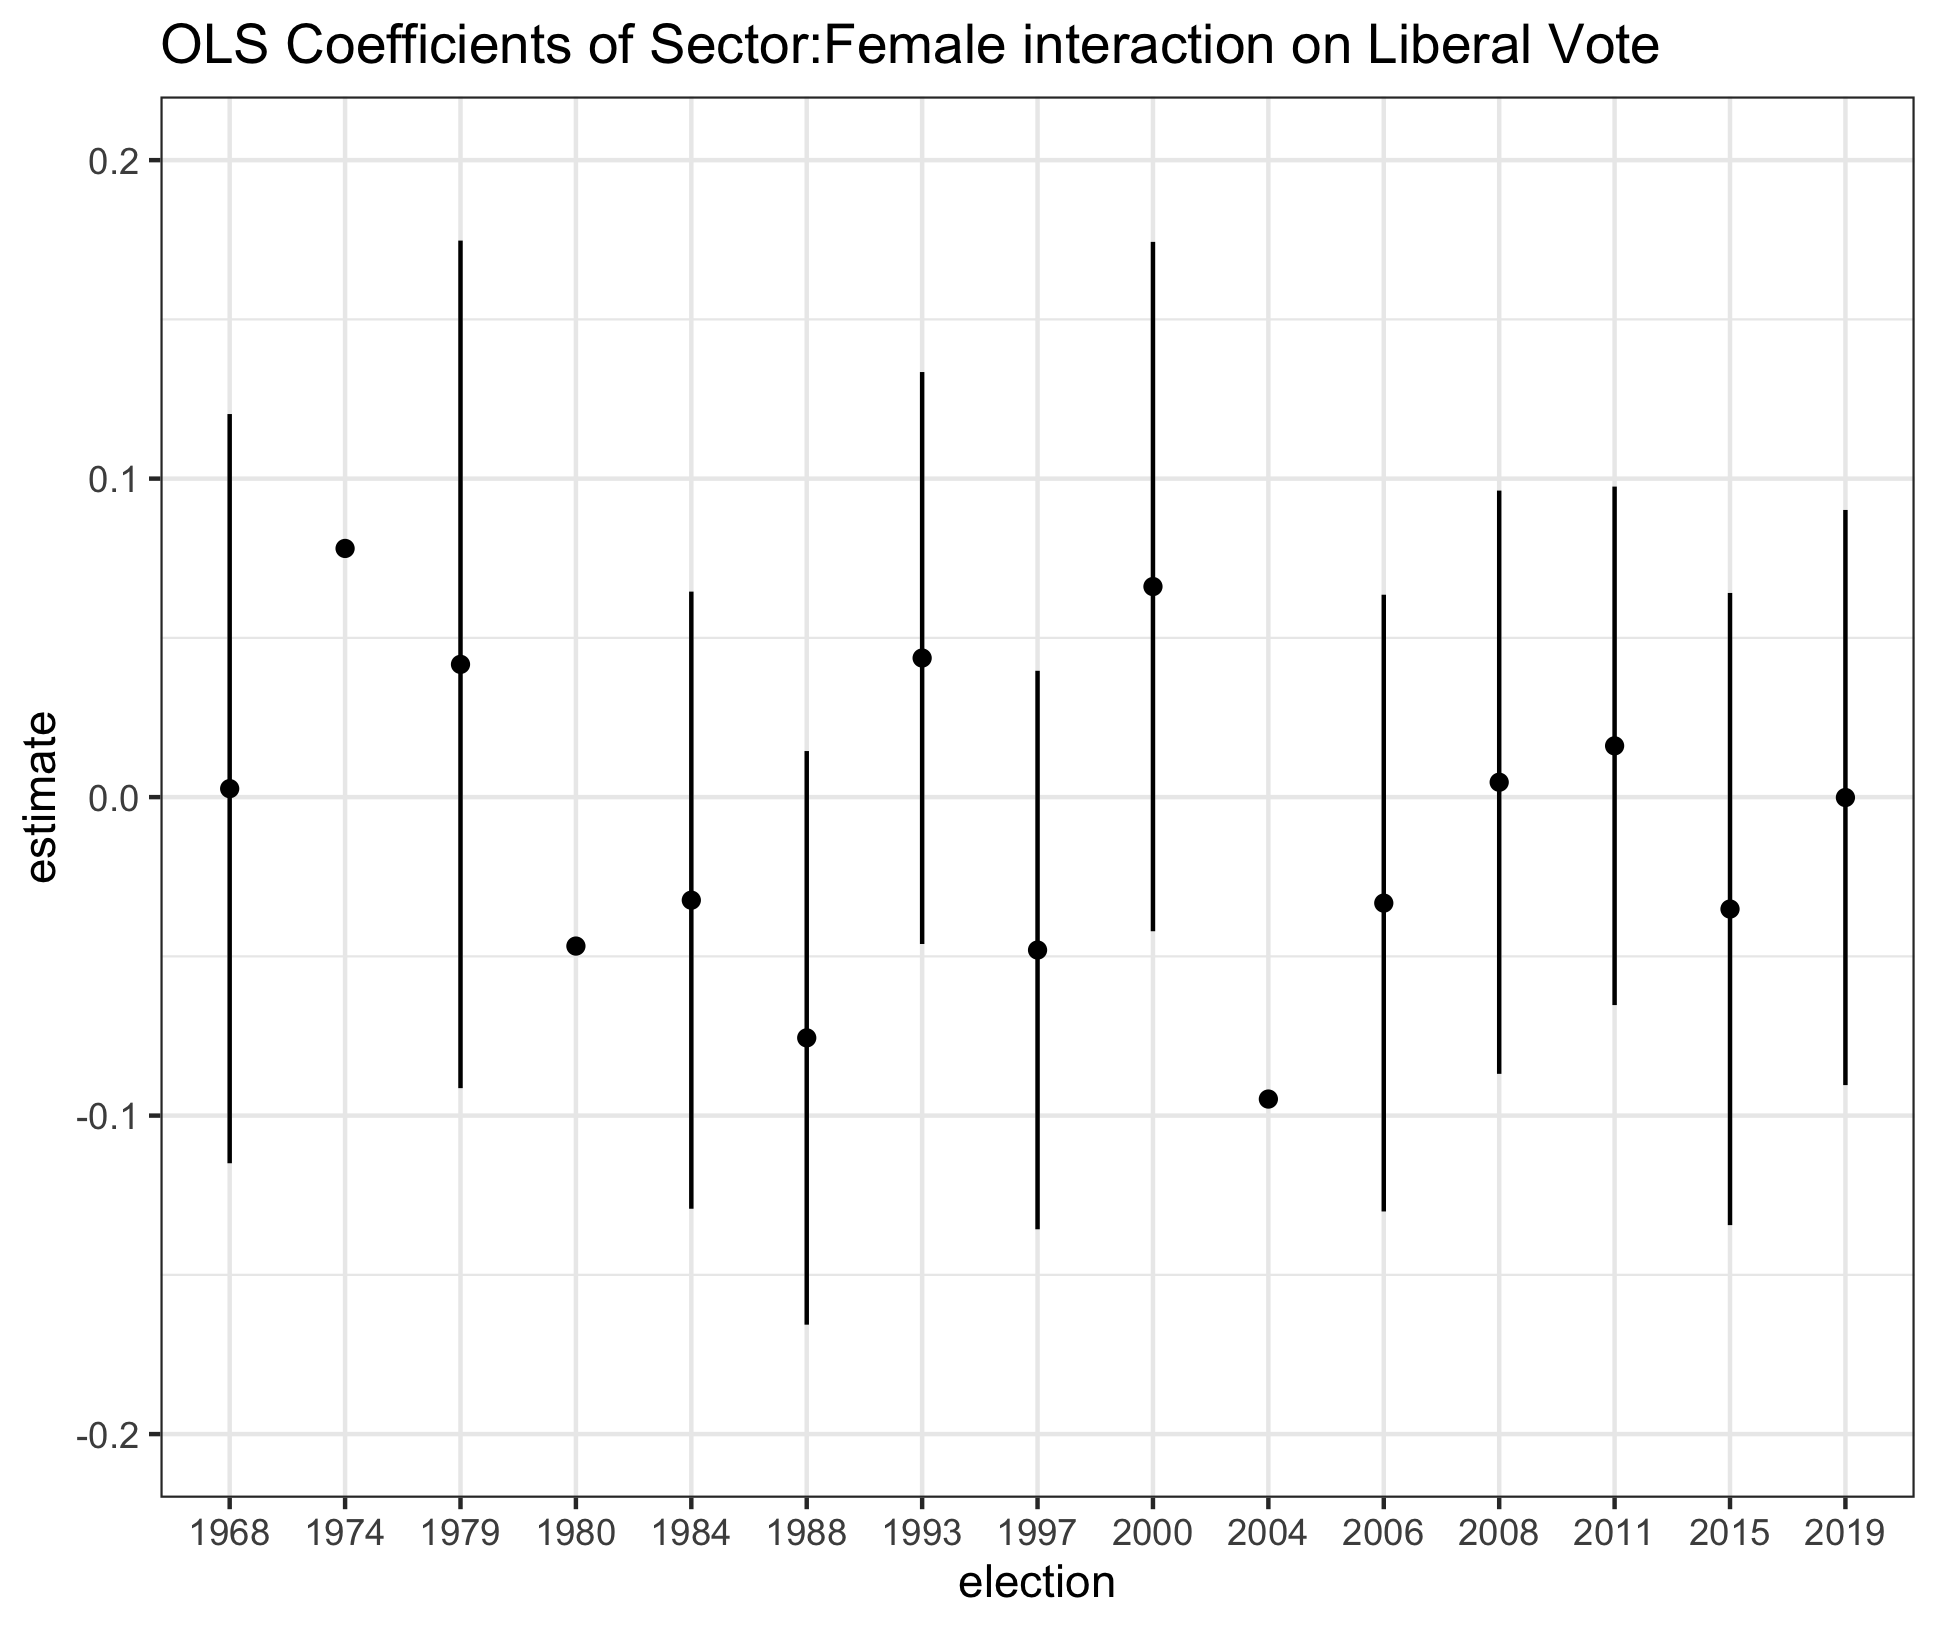 OLS Coefficients of Sector:Female interaction on Liberal Vote
estimate
0.2
0.1
0.0
-0.1
-0.2
1968 1974 1979 1980 1984 1988 1993 1997 2000 2004 2006 2008 2011 2015 2019
election